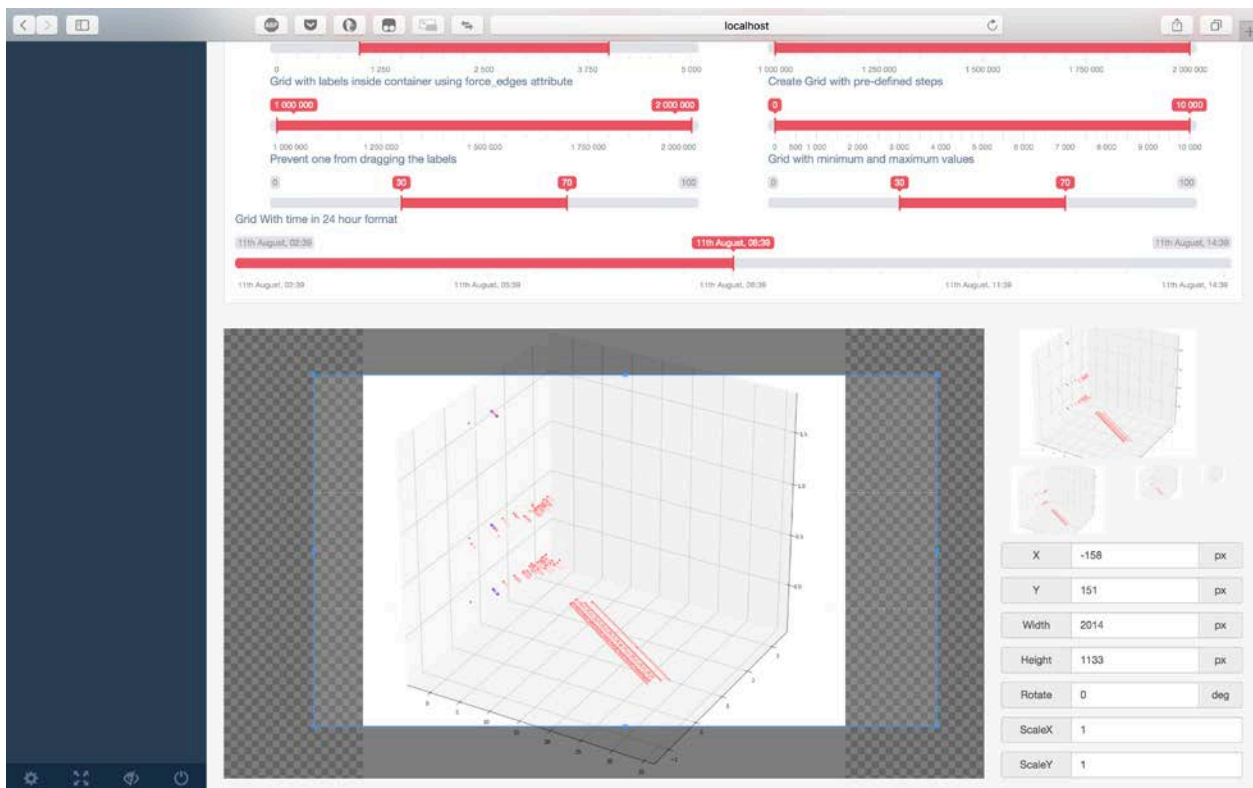 localhost
0 1 250 2 500 3 750 5 000
1 000 000 1 250 000 1 500 000 1 750 000 2 000 000
Grid with labels inside container using force_edges attribute
Create Grid with pre-defined steps
1 000 000 2 000 000
0 10 000
1 000 000 1 250 000 1 500 000 1 750 000 2 000 000
0 500 1 000 2 000 3 000 4 000 5 000 6 000 7 000 8 000 9 000 10 000
Prevent one from dragging the labels
Grid with minimum and maximum values
0 30 70 100
0 30 70 100
Grid With time in 24 hour format
11th August, 02:39 11th August, 08:39 11th August, 14:39
11th August, 02:39 11th August, 05:39 11th August, 08:39 11th August, 11:39 11th August, 14:39
X -158 px
Y 151 px
Width 2014 px
Height 1133 px
Rotate 0 deg
ScaleX 1
ScaleY 1